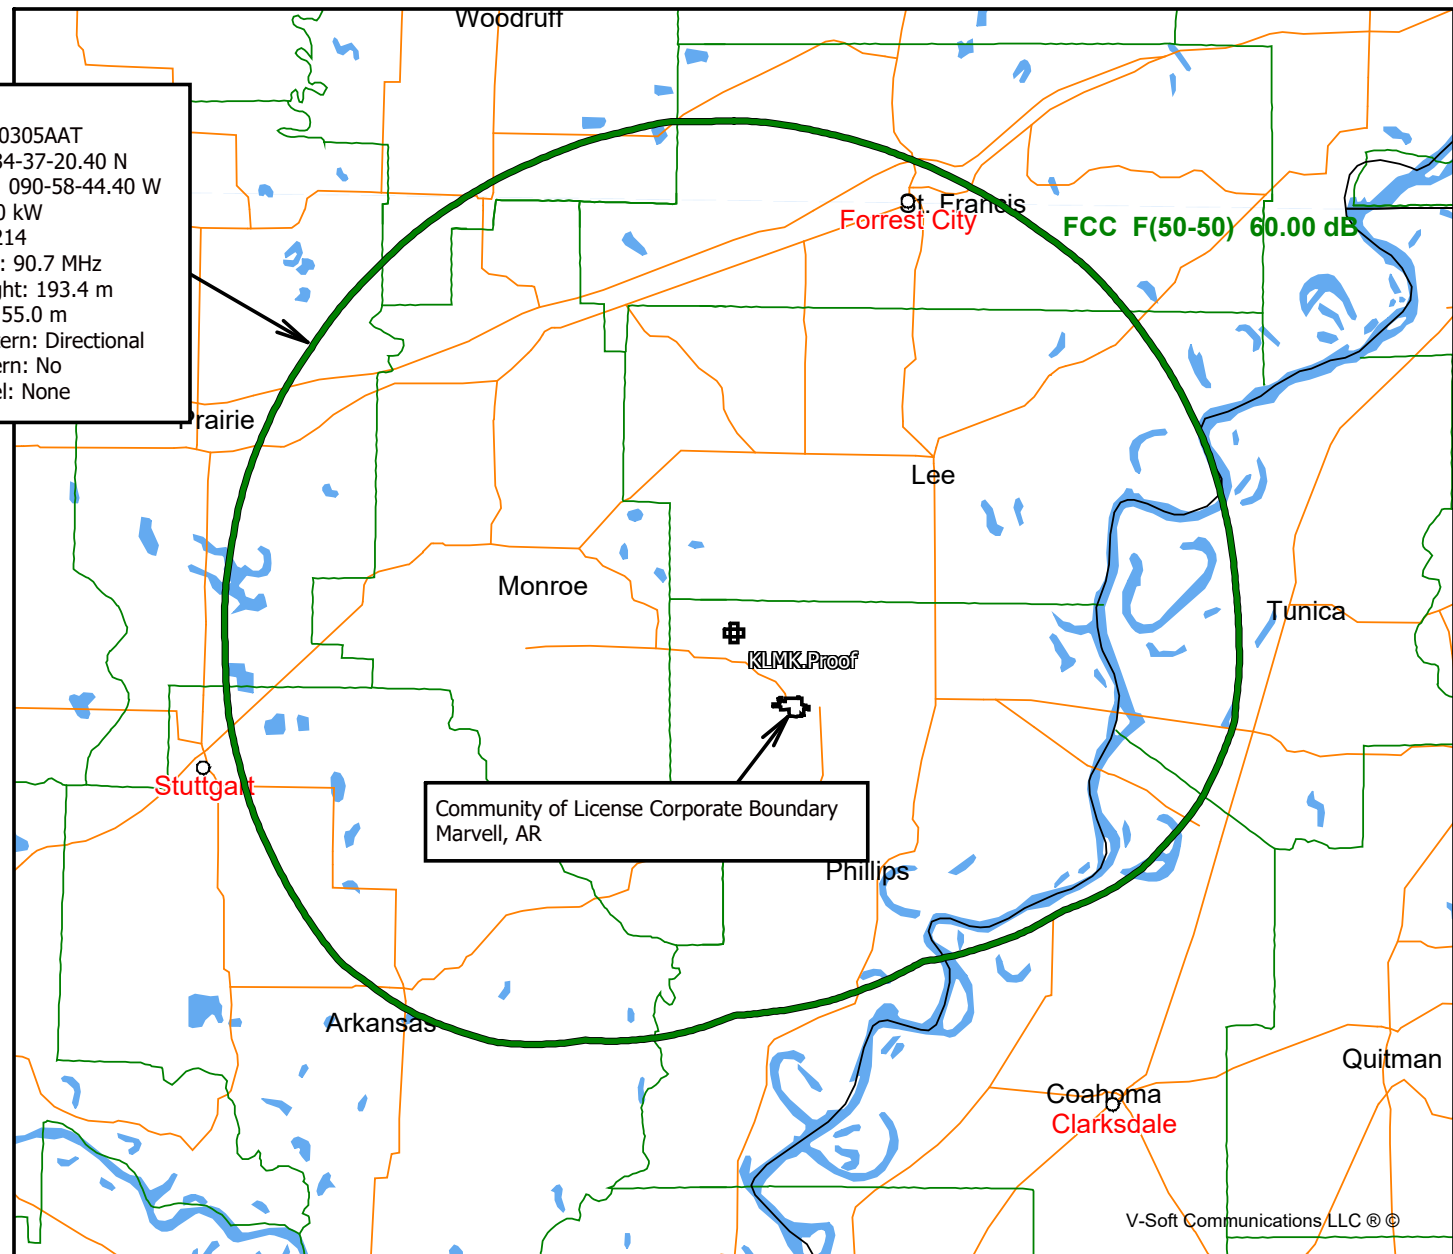 Woodruff
0305AAT
34-37-20.40 N
090-58-44.40 W
0 kW
214
: 90.7 MHz
ght: 193.4 m
55.0 m
tern: Directional
ern: No
el: None
St. Francis
Forrest City
FCC F(50-50) 60.00 dB
Prairie
Lee
Monroe
Tunica
KLMK.Proof
Stuttgart
Community of License Corporate Boundary
Marvell, AR
Phillips
Arkansas
Quitman
Coahoma
Clarksdale
V-Soft Communications LLC ® ©